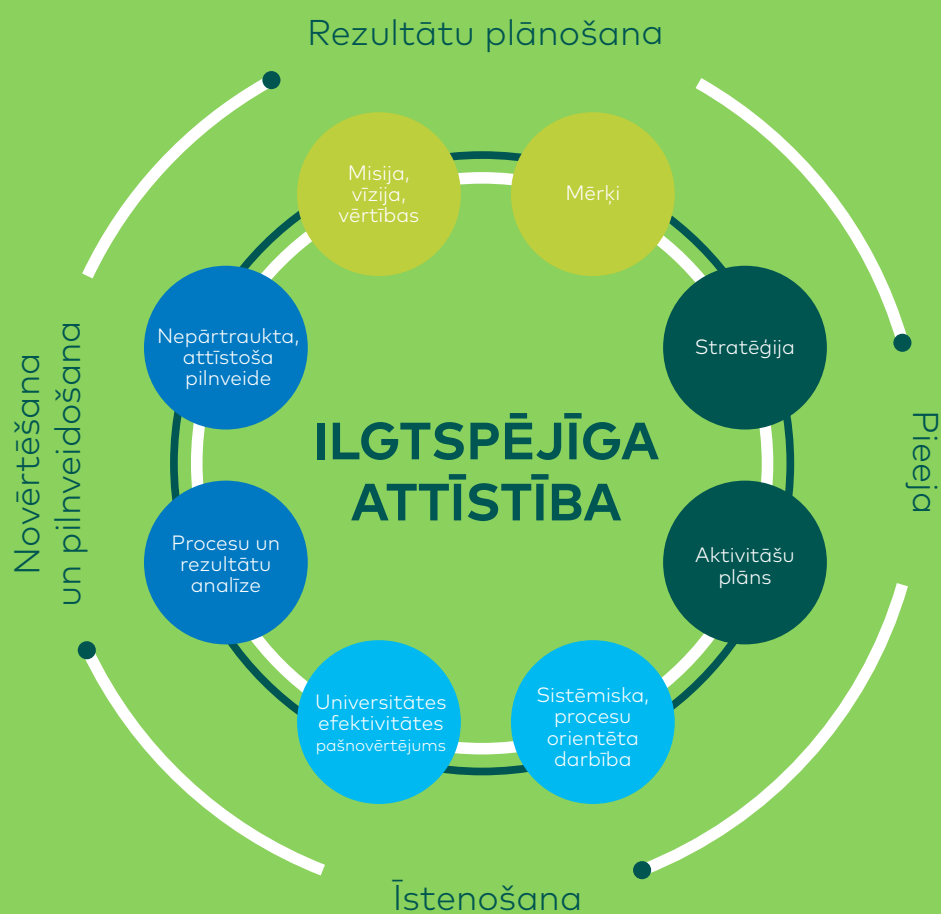 Rezultātu plānošana
Misija,
vīzija,
vērtības
Mērķi
Stratēģija
Pieeja
Aktivitāšu
plāns
Sistēmiska,
procesu
orientēta
darbība
Īstenošana
Universitātes
efektivitātes
pašnovērtējums
Procesu un
rezultātu
analīze
Novērtēšana
un pilnveidošana
Nepārtraukta,
attīstoša
pilnveide
ILGTSPĒJĪGA
ATTĪSTĪBA